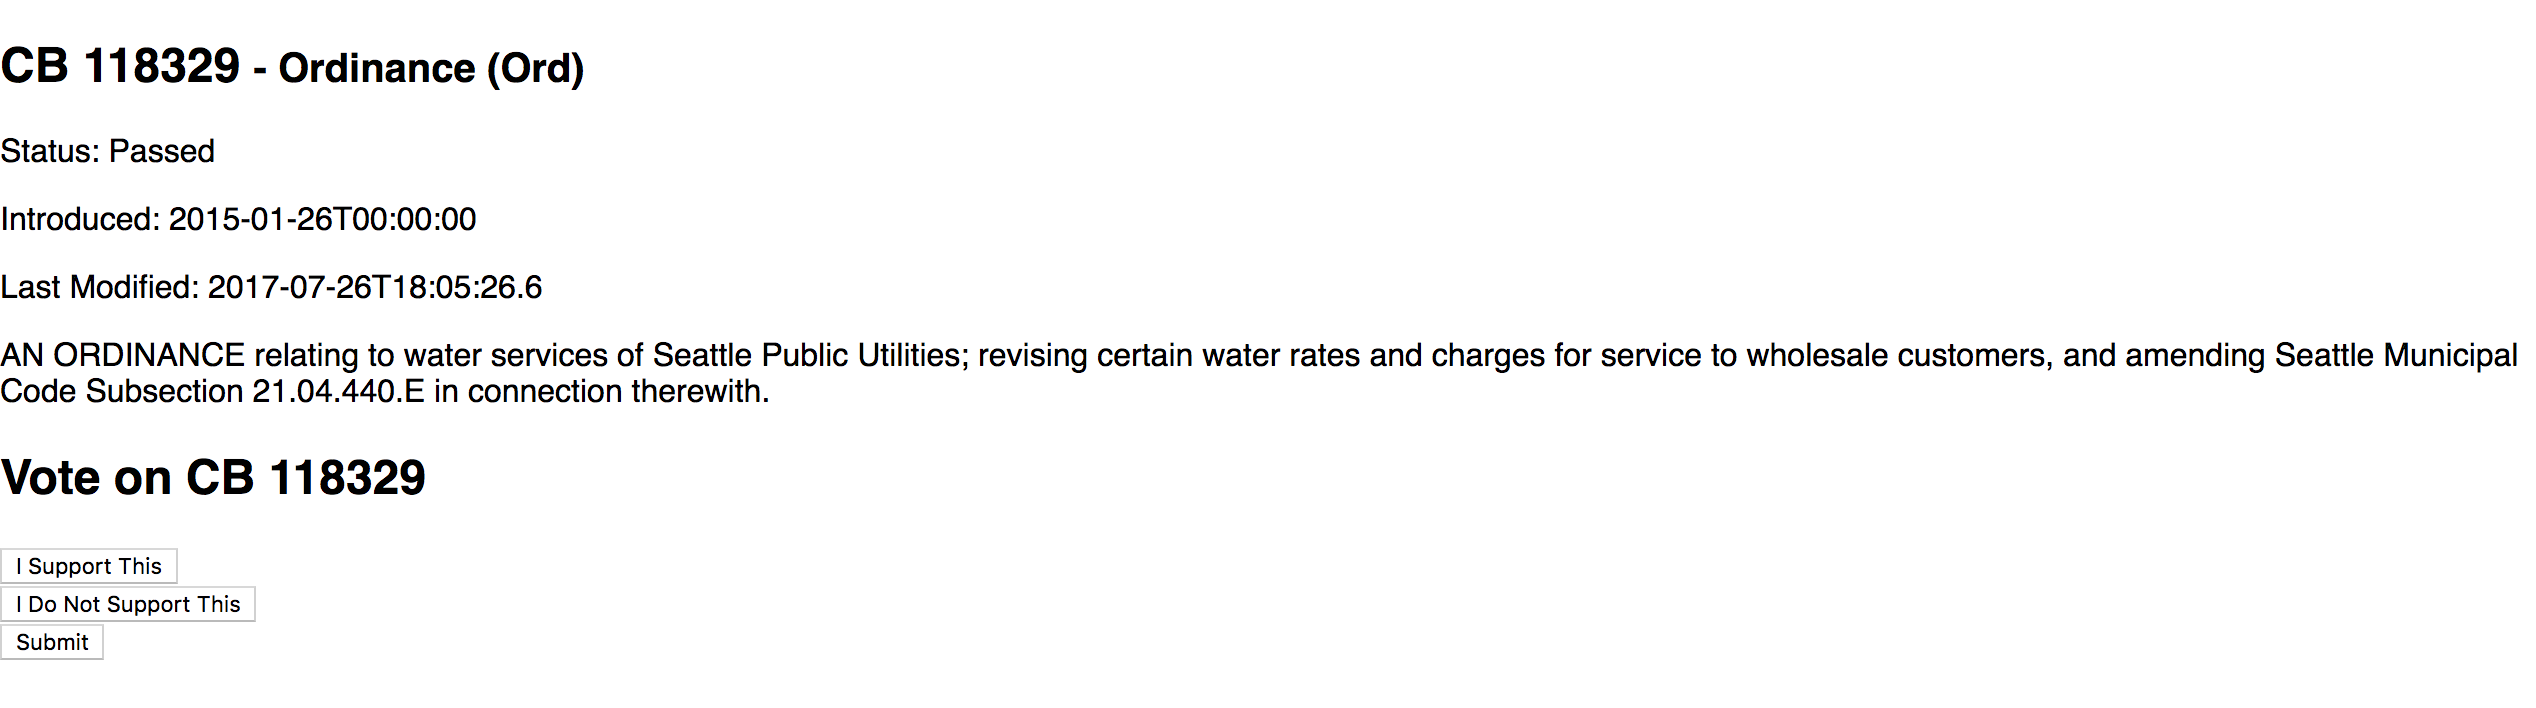 CB 118329 - Ordinance (Ord)
Status: Passed
Introduced: 2015-01-26T00:00:00
Last Modified: 2017-07-26T18:05:26.6
AN ORDINANCE relating to water services of Seattle Public Utilities; revising certain water rates and charges for service to wholesale customers, and amending Seattle Municipal
Code Subsection 21.04.440.E in connection therewith.
Vote on CB 118329
I Support This
I Do Not Support This
Submit